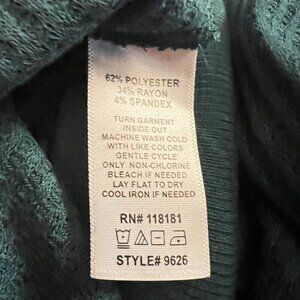 62% POLYESTER
34% RAYON
4% SPANDEX
TURN GARMENT
INSIDE OUT
MACHINE WASH COLD
WITH LIKE COLORS
GENTLE CYCLE
ONLY NON-CHLORINE
BLEACH IF NEEDED
LAY FLAT TO DRY
COOL IRON IF NEEDED
RN# 118181
STYLE# 9626